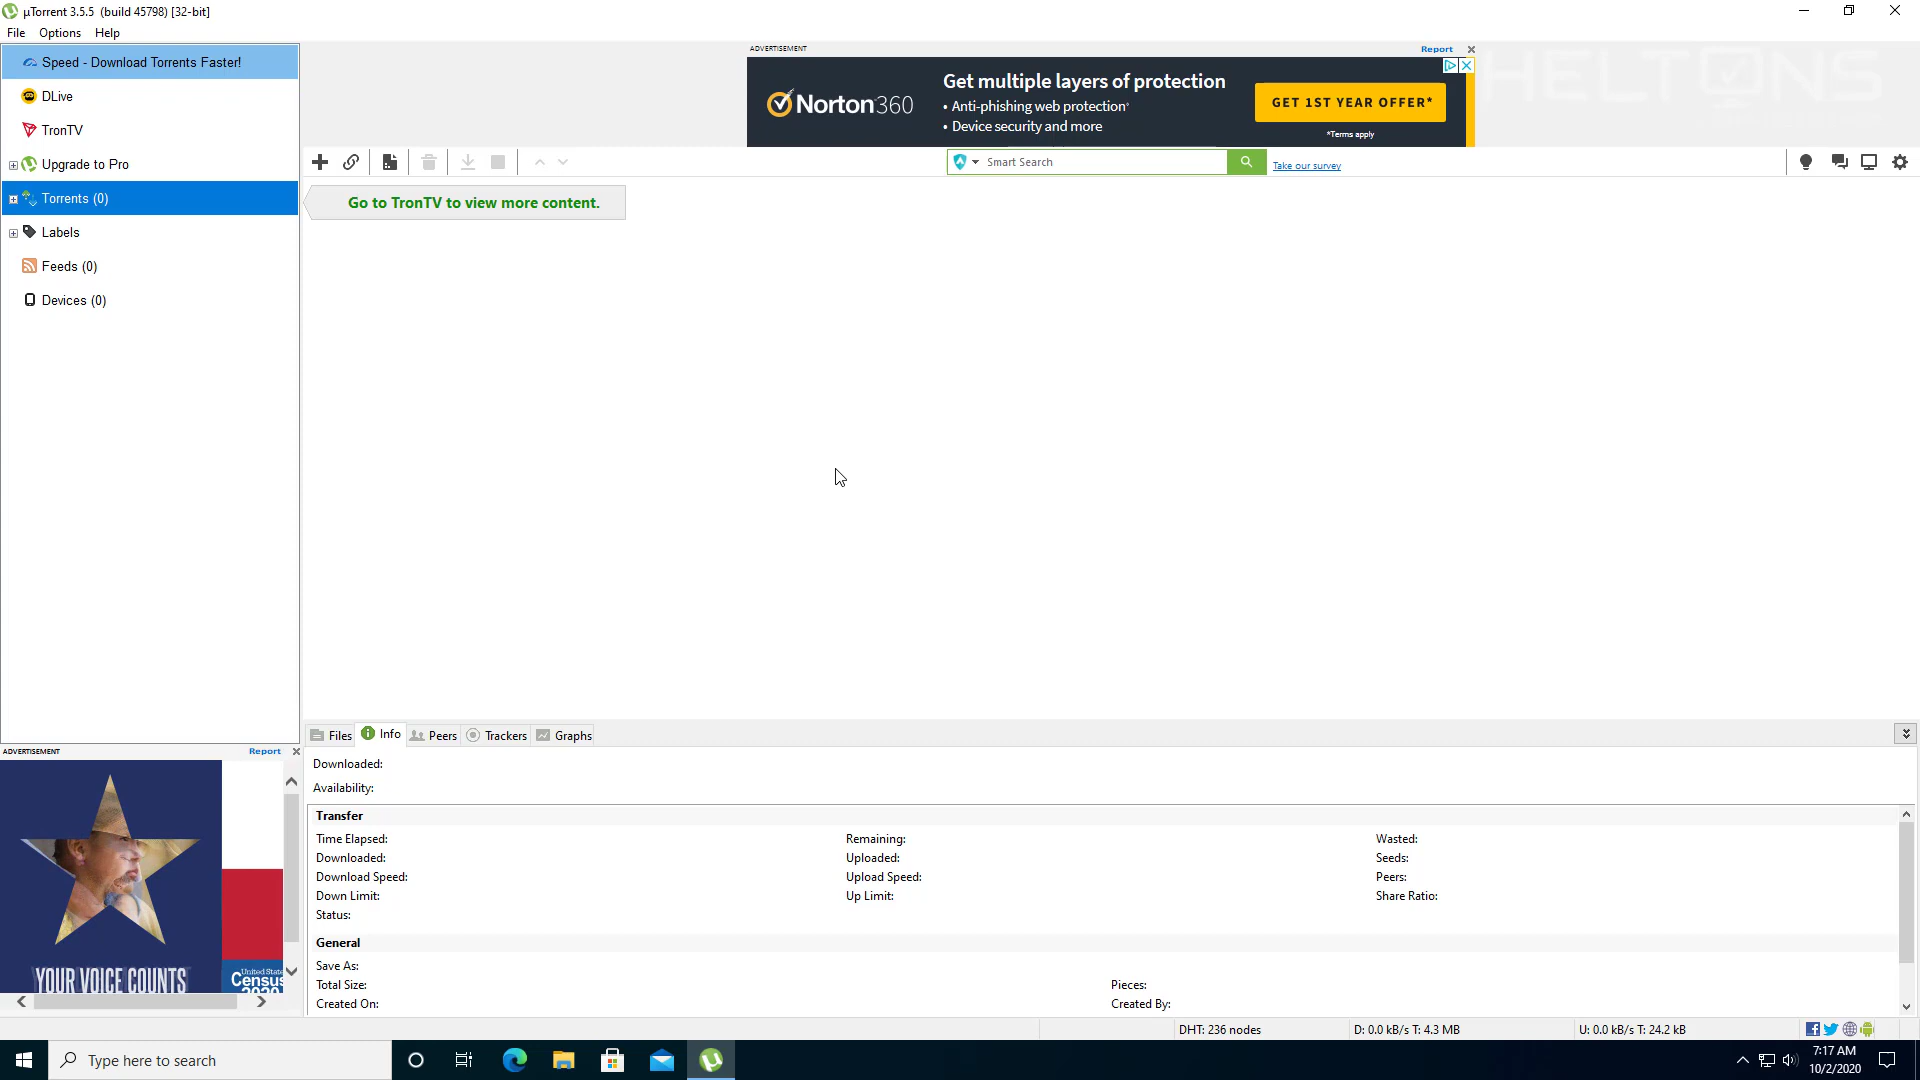 µTorrent 3.5.5 (build 45798) [32-bit]
File Options Help
Speed - Download Torrents Faster!
DLive
TronTV
Upgrade to Pro
Torrents (0)
Labels
Feeds (0)
Devices (0)
ADVERTISEMENT Report
Norton360
Get multiple layers of protection
• Anti-phishing web protection*
• Device security and more
GET 1ST YEAR OFFER*
*Terms apply
HELTONS
Smart Search
Take our survey
Go to TronTV to view more content.
ADVERTISEMENT Report
YOUR VOICE COUNTS
United State
Census
2020
Files Info Peers Trackers Graphs
Downloaded:
Availability:
Transfer
Time Elapsed: Remaining: Wasted:
Downloaded: Uploaded: Seeds:
Download Speed: Upload Speed: Peers:
Down Limit: Up Limit: Share Ratio:
Status:
General
Save As:
Total Size: Pieces:
Created On: Created By:
DHT: 236 nodes D: 0.0 kB/s T: 4.3 MB U: 0.0 kB/s T: 24.2 kB
Type here to search
7:17 AM
10/2/2020